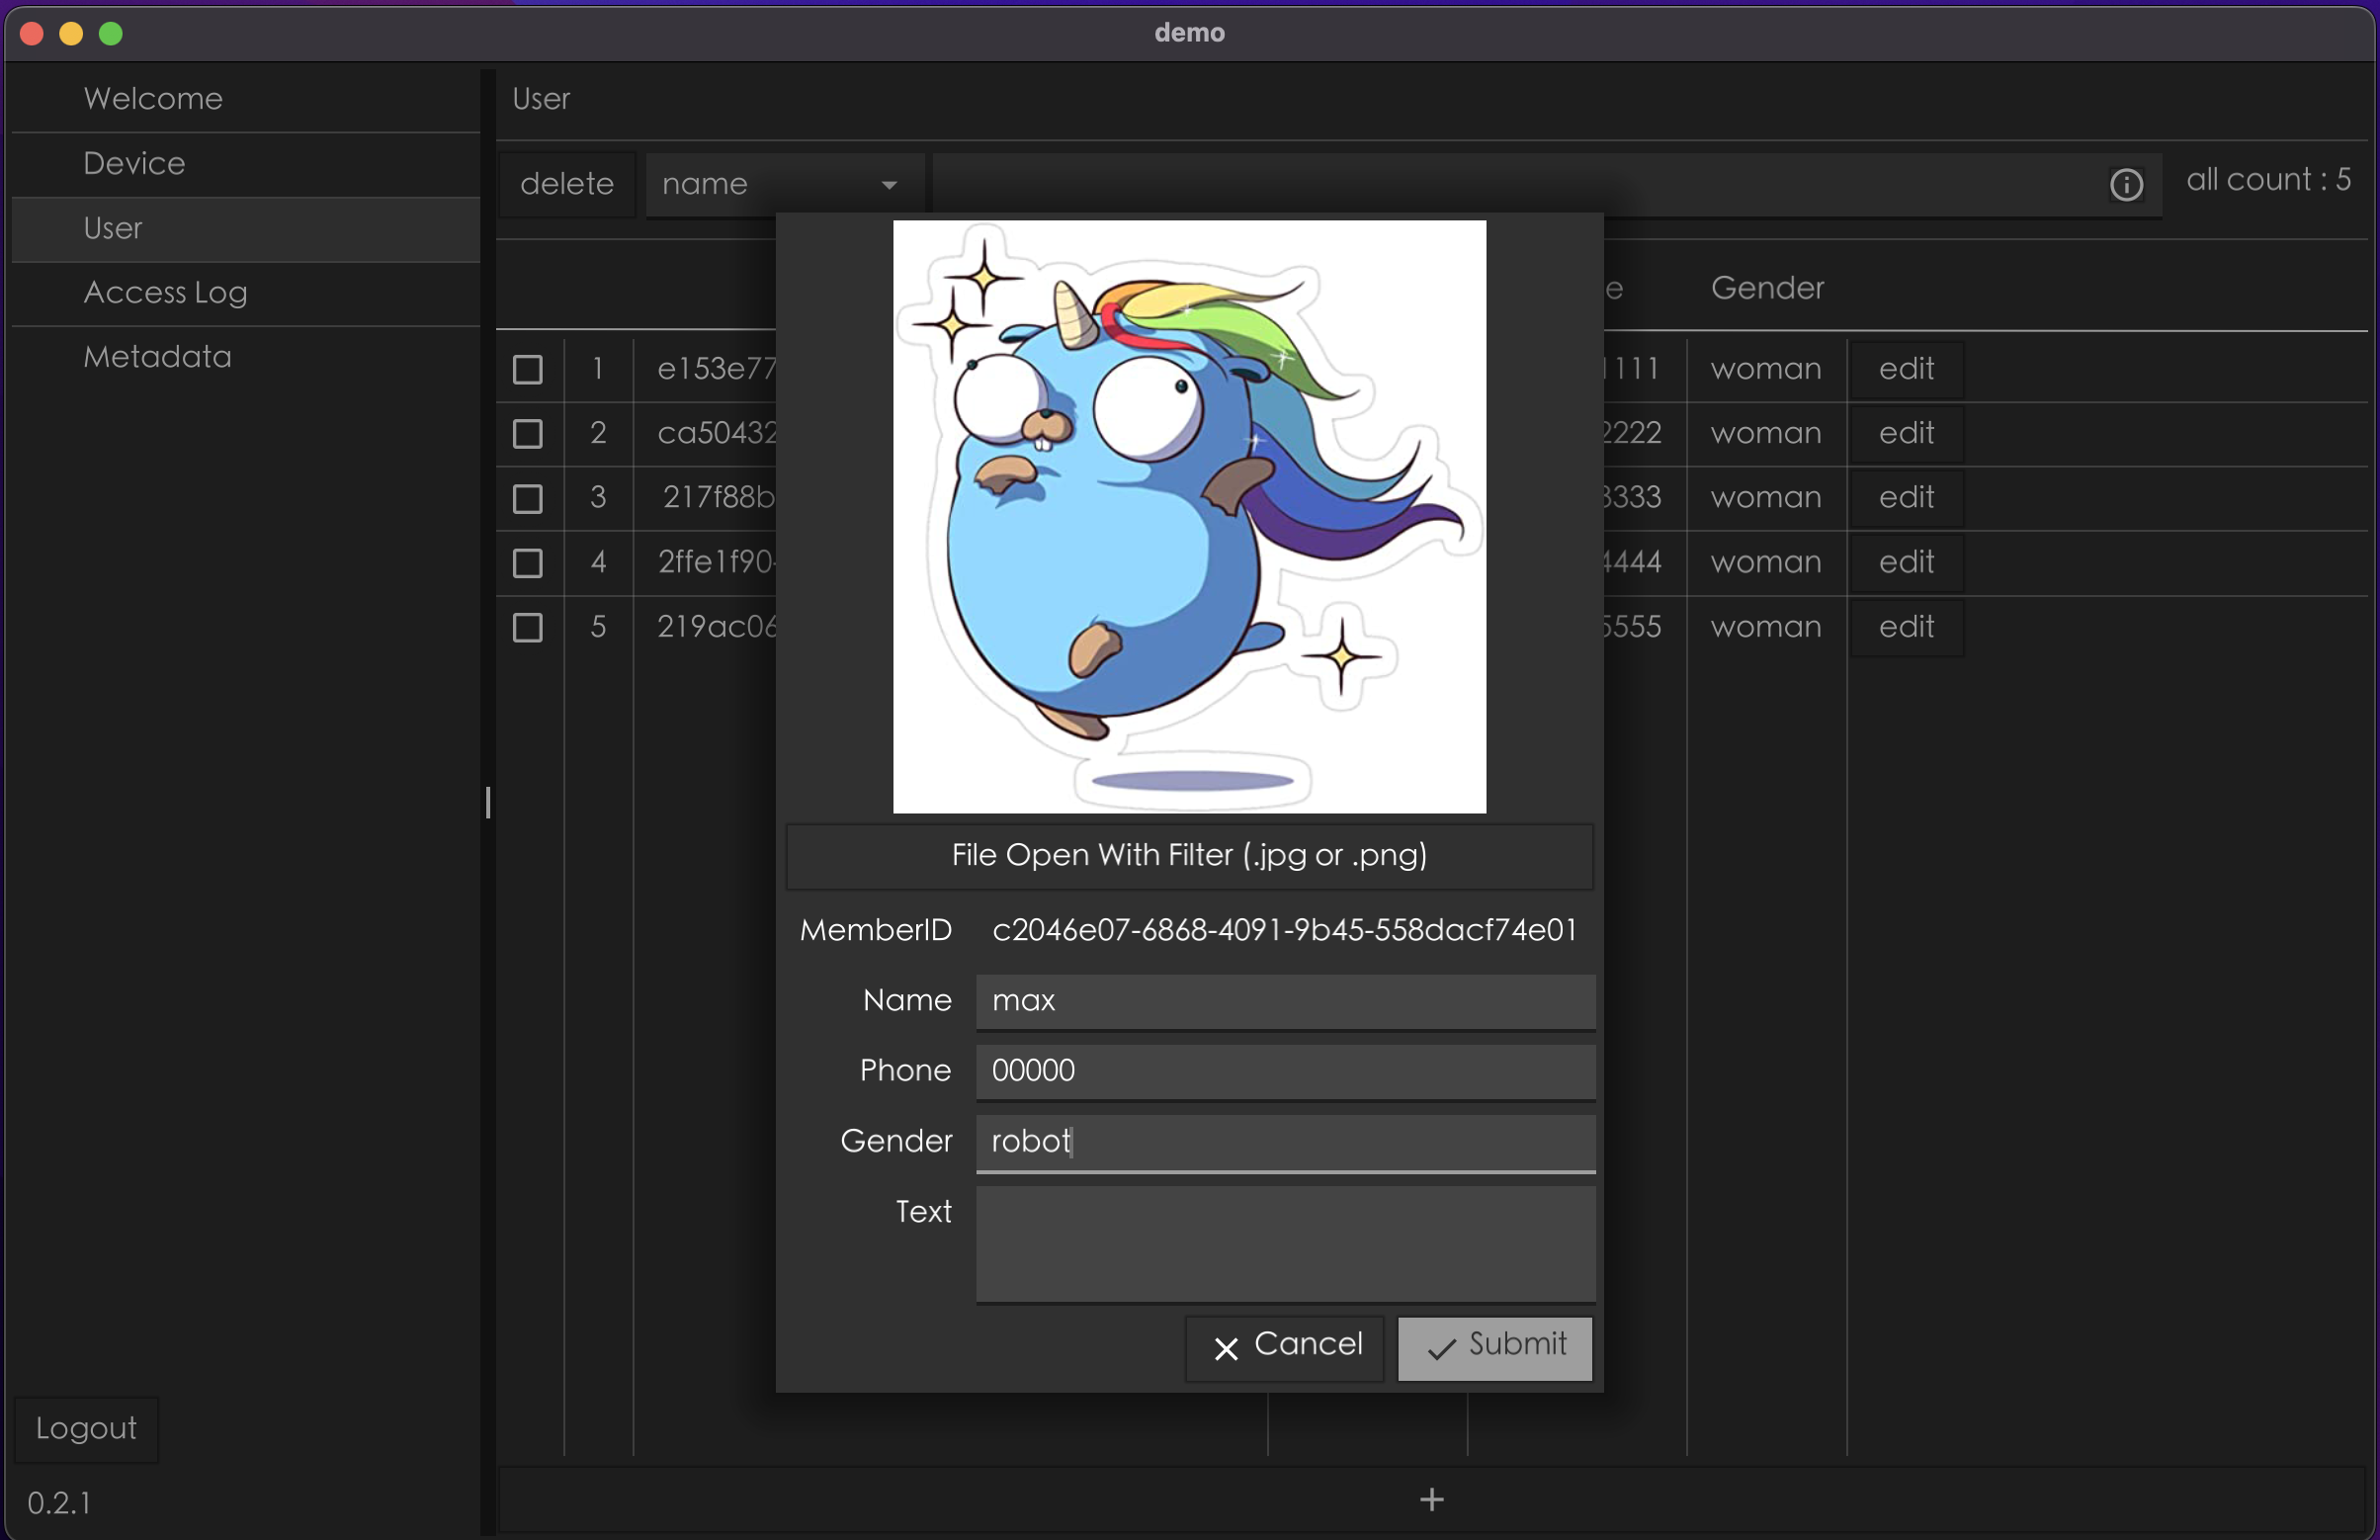 demo
Welcome
Device
User
Access Log
Metadata
Logout
0.2.1
User
delete name all count : 5
Gender
1 e153e77 1111 woman edit
2 ca50432 2222 woman edit
3 217f88b 3333 woman edit
4 2ffe1f90- 4444 woman edit
5 219ac06 5555 woman edit
File Open With Filter (.jpg or .png)
MemberID c2046e07-6868-4091-9b45-558dacf74e01
Name max
Phone 00000
Gender robot
Text
Cancel Submit
+